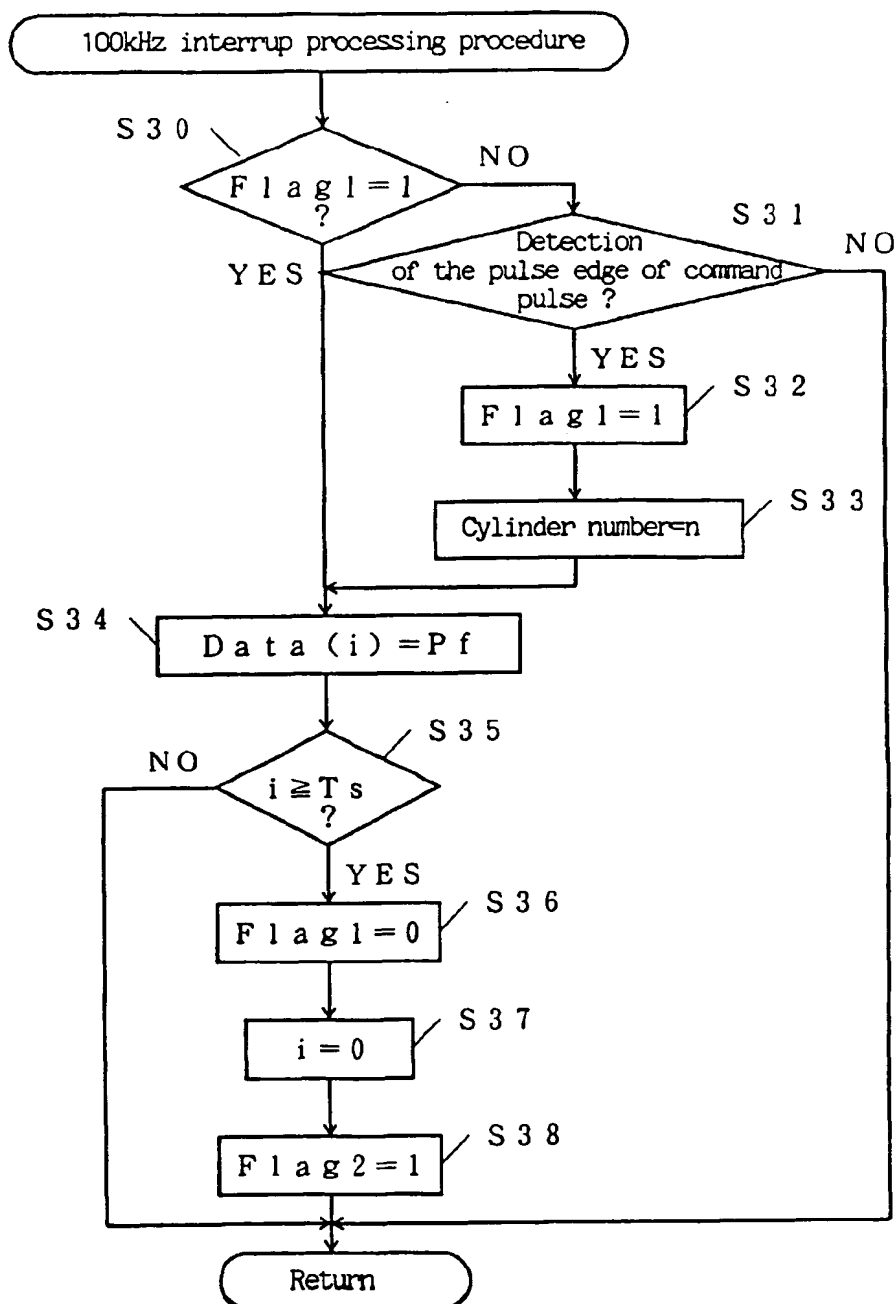 100kHz interrup processing procedure
S30
Flag1=1
?
NO
YES
S31
Detection
of the pulse edge of command
pulse ?
NO
YES
S32
Flag1=1
S33
Cylinder number=n
S34
Data(i)=Pf
S35
NO
i≧Ts
?
YES
S36
Flag1=0
S37
i=0
S38
Flag2=1
Return